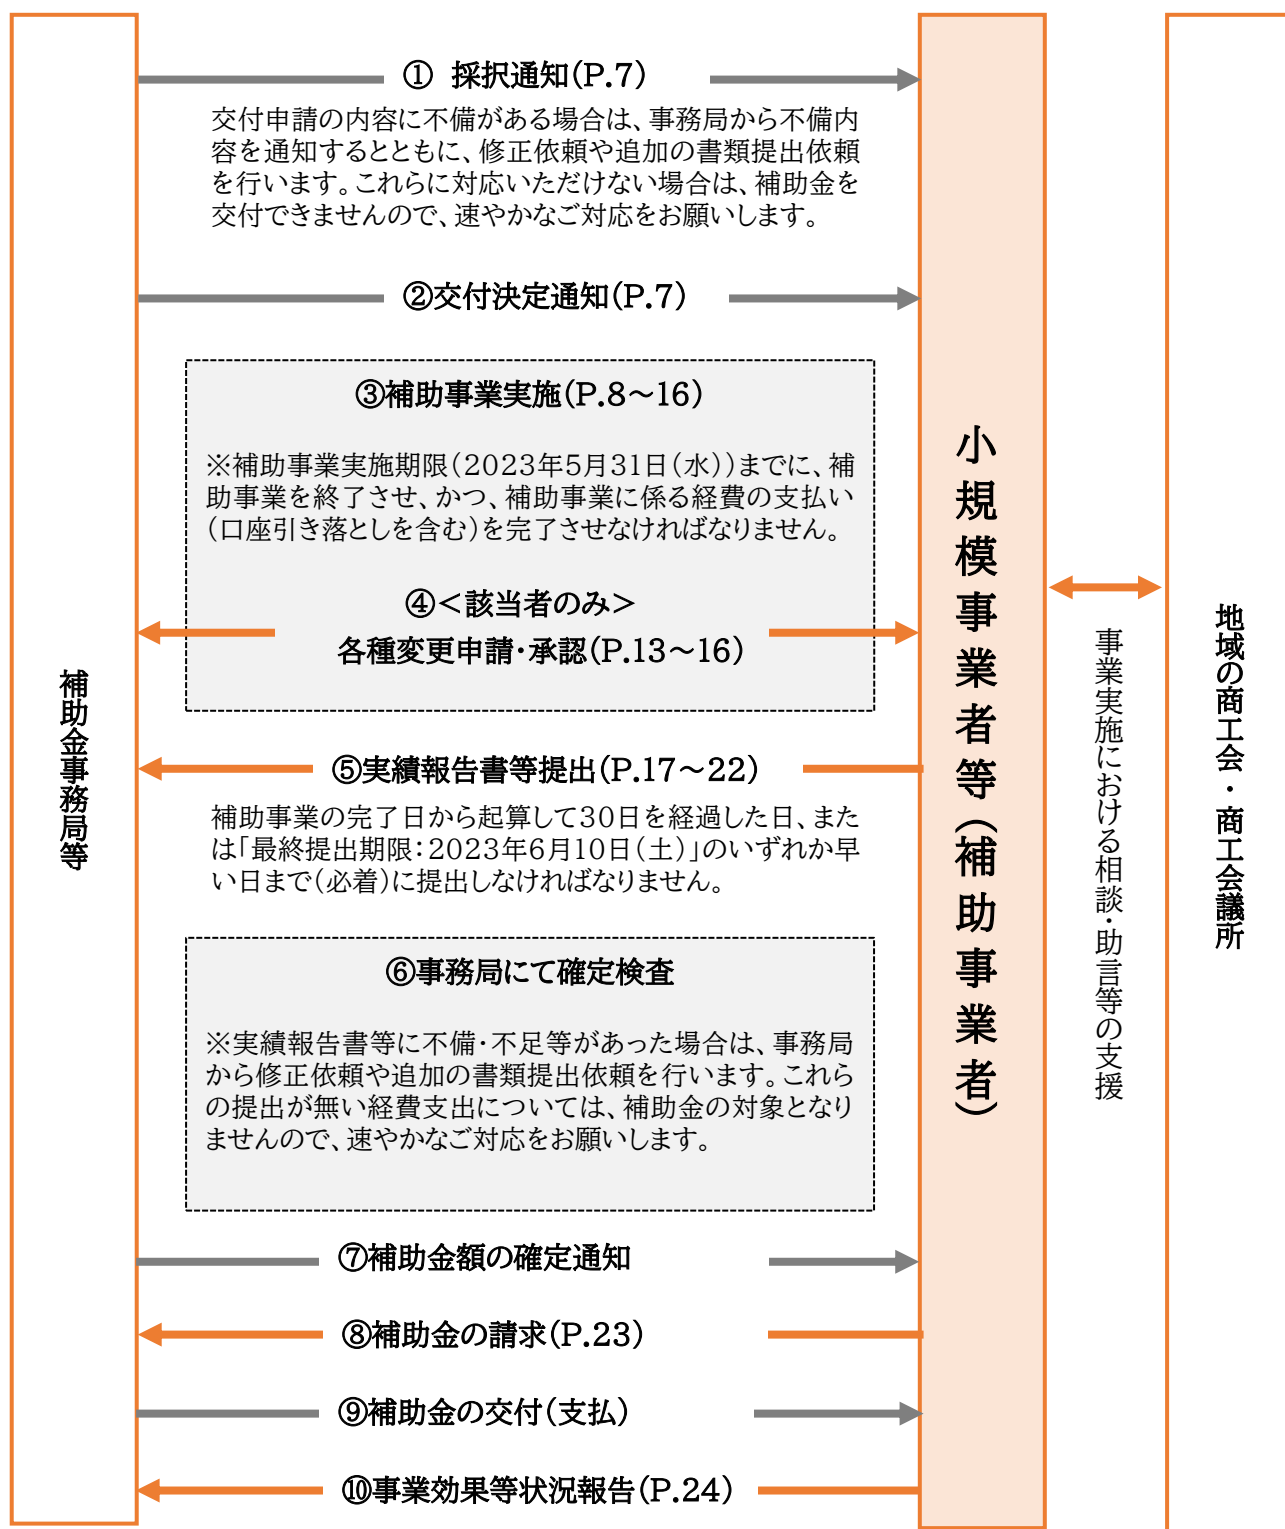 ① 採択通知(P.7)
交付申請の内容に不備がある場合は、事務局から不備内
容を通知するとともに、修正依頼や追加の書類提出依頼
を行います。これらに対応いただけない場合は、補助金を
交付できませんので、速やかなご対応をお願いします。
②交付決定通知(P.7)
③補助事業実施(P.8～16)
※補助事業実施期限(2023年5月31日(水))までに、補
助事業を終了させ、かつ、補助事業に係る経費の支払い
(口座引き落としを含む)を完了させなければなりません。
④＜該当者のみ＞
各種変更申請・承認(P.13～16)
⑤実績報告書等提出(P.17～22)
補助事業の完了日から起算して30日を経過した日、また
は「最終提出期限：2023年6月10日(土)」のいずれか早
い日まで(必着)に提出しなければなりません。
⑥事務局にて確定検査
※実績報告書等に不備・不足等があった場合は、事務局
から修正依頼や追加の書類提出依頼を行います。これら
の提出が無い経費支出については、補助金の対象となり
ませんので、速やかなご対応をお願いします。
⑦補助金額の確定通知
⑧補助金の請求(P.23)
⑨補助金の交付(支払)
⑩事業効果等状況報告(P.24)
補助金事務局等
小規模事業者等(補助事業者)
事業実施における相談・助言等の支援
地域の商工会・商工会議所